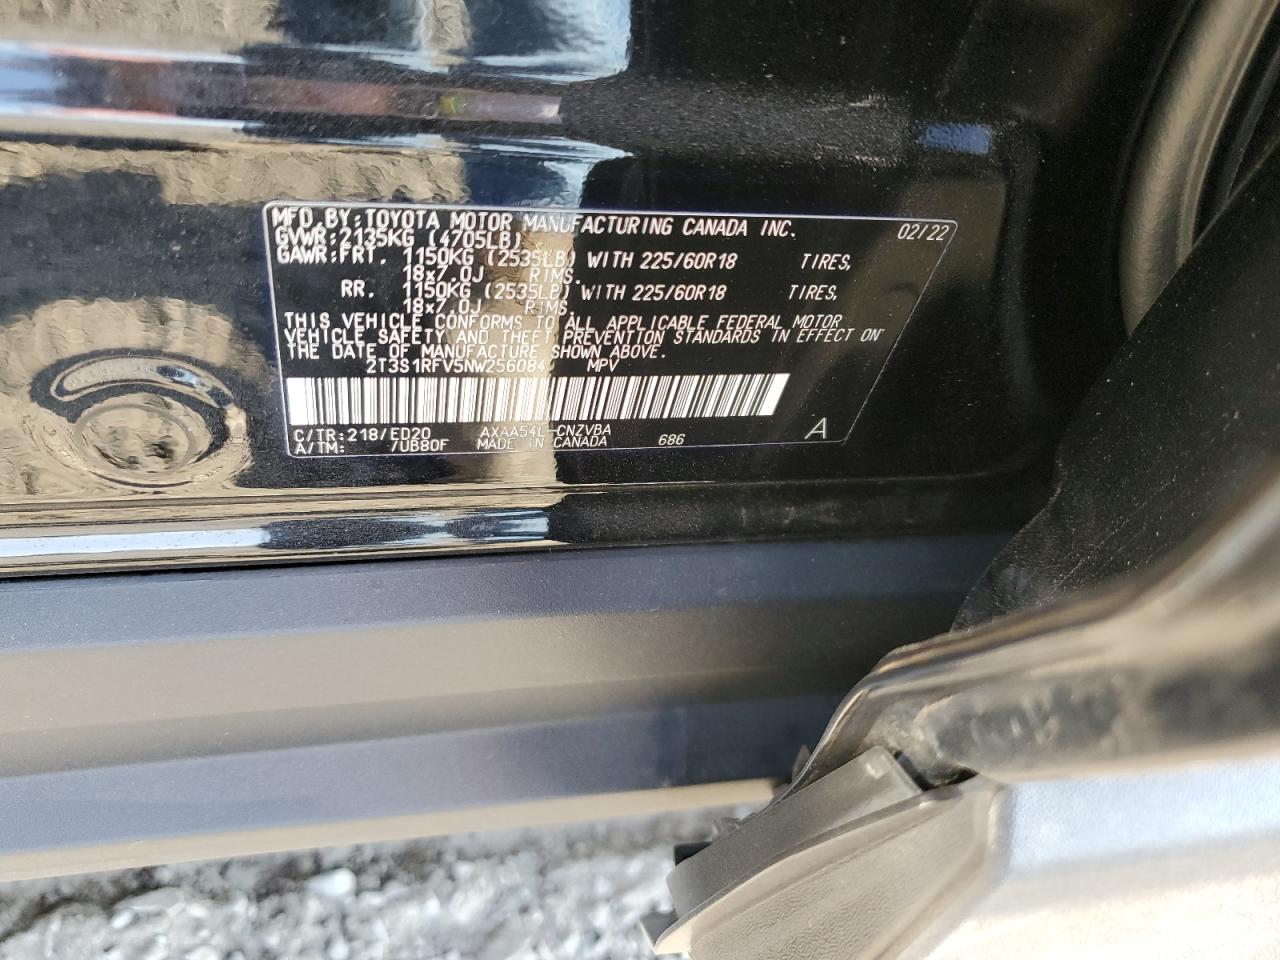 MFD.BY:TOYOTA MOTOR MANUFACTURING CANADA INC. 02/22
GVWR:2135KG (4705LB)
GAWR:FRT. 1150KG (2535LB) WITH 225/60R18 TIRES,
18x7.0J RIMS.
RR. 1150KG (2535LB) WITH 225/60R18 TIRES,
18x7.0J RIMS.
THIS VEHICLE CONFORMS TO ALL APPLICABLE FEDERAL MOTOR
VEHICLE SAFETY AND THEFT PREVENTION STANDARDS IN EFFECT ON
THE DATE OF MANUFACTURE SHOWN ABOVE.
2T3S1RFV5NW256084 MPV
C/TR:218/ED20 AXAA54L-CNZVBA
A/TM: /UB80F MADE IN CANADA 686 A